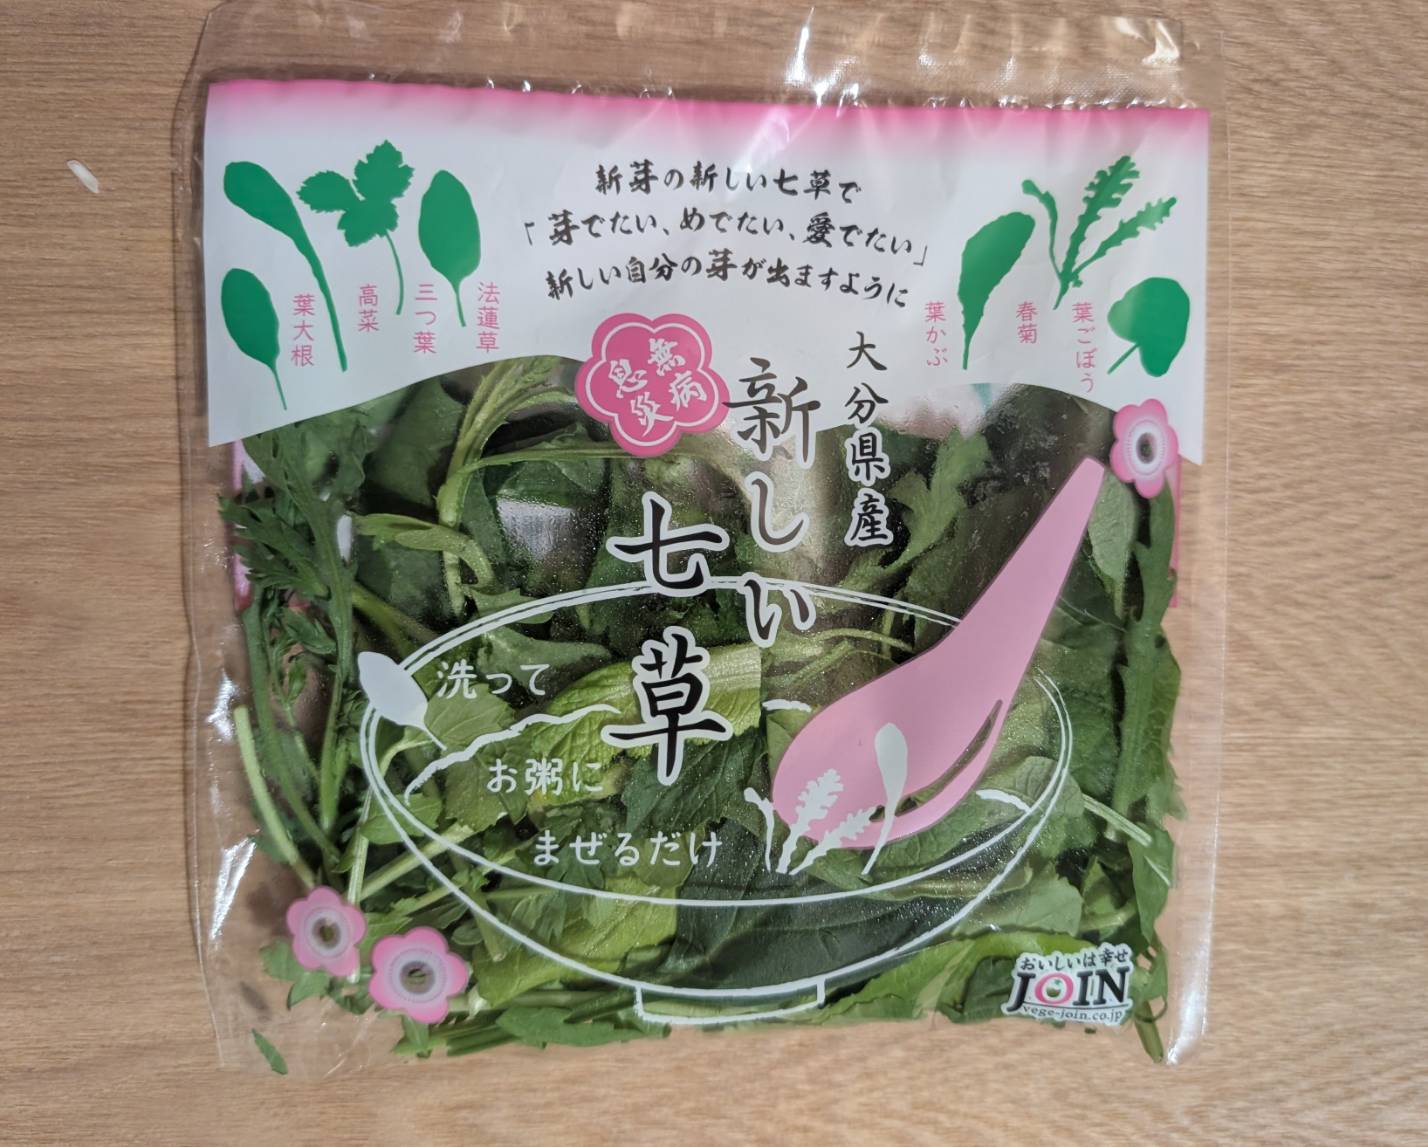 新芽の新しい七草で
「芽でたい、めでたい、愛でたい」
新しい自分の芽が出ますように
葉大根
高菜
三つ葉
法蓮草
葉かぶ
春菊
葉ごぼう
無病
息災
大分県産
新しい
七草
洗って
お粥に
まぜるだけ
おいしいは幸せ
JOIN
vege-join.co.jp